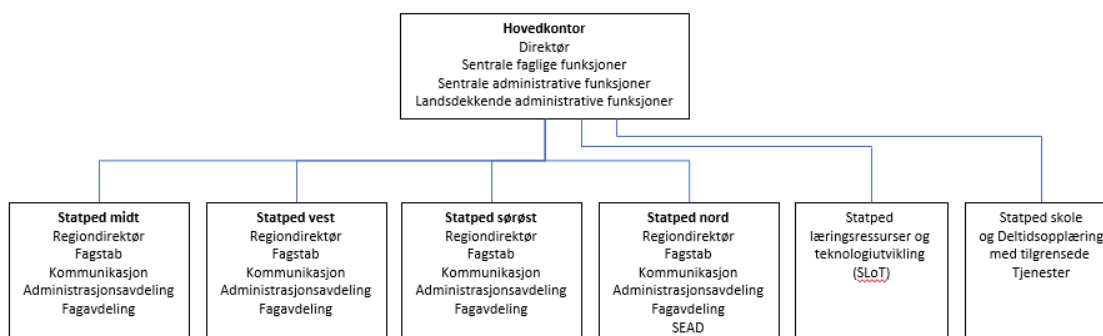 Hovedkontor
Direktør
Sentrale faglige funksjoner
Sentrale administrative funksjoner
Landsdekkende administrative funksjoner
Statped midt
Regiondirektør
Fagstab
Kommunikasjon
Administrasjonsavdeling
Fagavdeling
Statped vest
Regiondirektør
Fagstab
Kommunikasjon
Administrasjonsavdeling
Fagavdeling
Statped sørøst
Regiondirektør
Fagstab
Kommunikasjon
Administrasjonsavdeling
Fagavdeling
Statped nord
Regiondirektør
Fagstab
Kommunikasjon
Administrasjonsavdeling
Fagavdeling
SEAD
Statped
læringsressurser og
teknologiutvikling
(SLoT)
Statped skole
og Deltidsopplæring
med tilgrensede
Tjenester